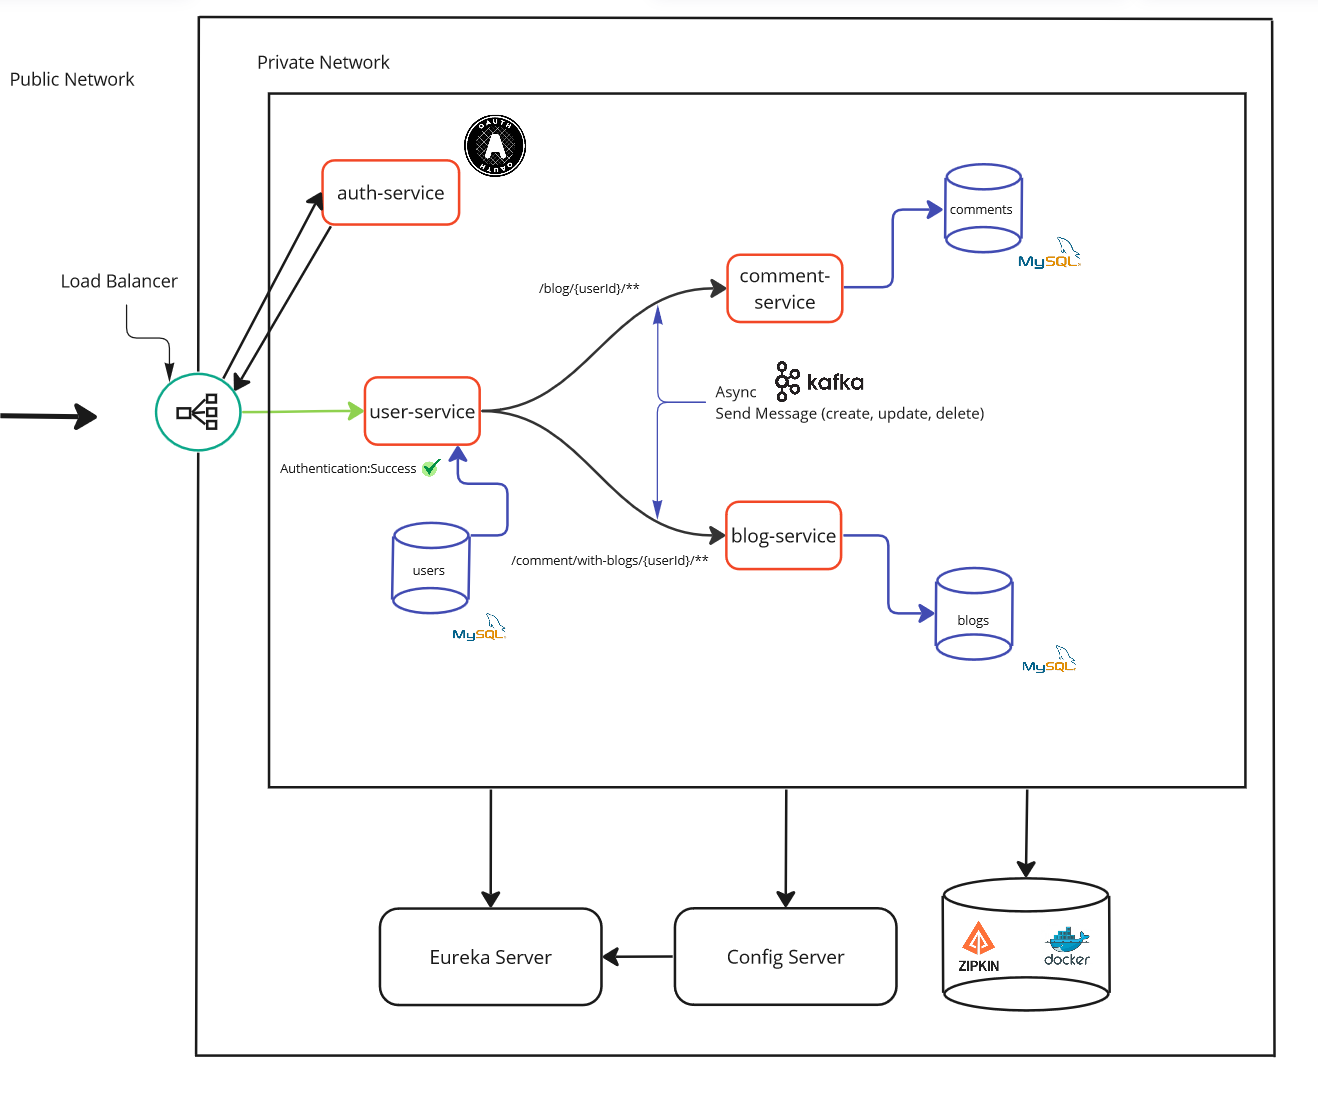 Private Network
Public Network
OAUTH
A
OAUTH
auth-service
comments
MySQL
Load Balancer
/blog/{userId}/**
comment-
service
kafka
Async
Send Message (create, update, delete)
user-service
Authentication:Success
users
MySQL
/comment/with-blogs/{userId}/**
blog-service
blogs
MySQL
Eureka Server
Config Server
ZIPKIN
docker